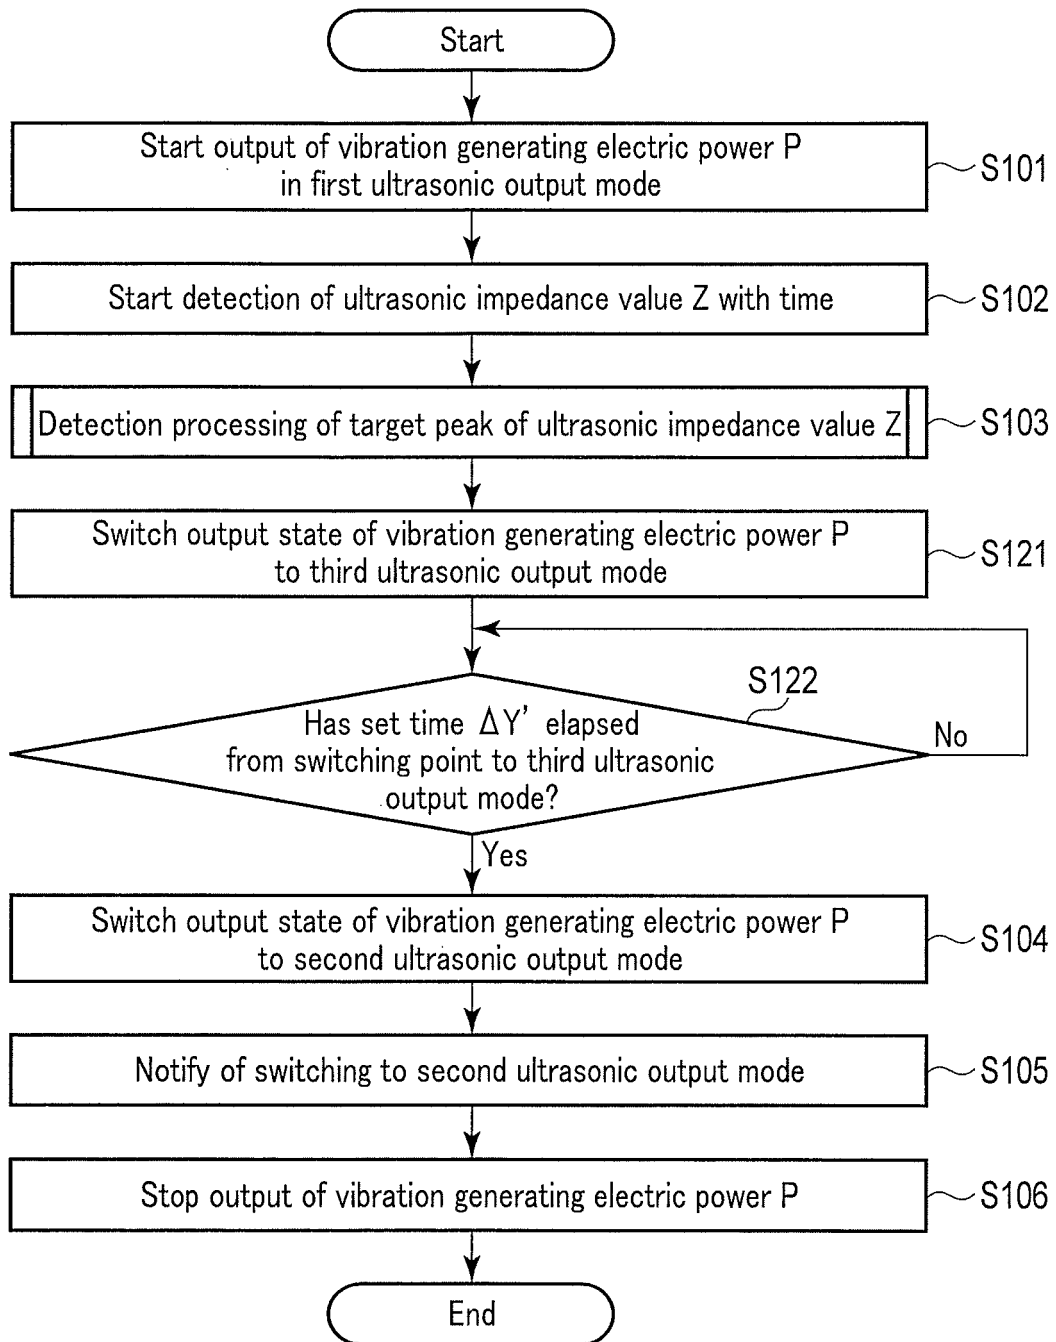 Start
Start output of vibration generating electric power P
in first ultrasonic output mode
S101
Start detection of ultrasonic impedance value Z with time
S102
Detection processing of target peak of ultrasonic impedance value Z
S103
Switch output state of vibration generating electric power P
to third ultrasonic output mode
S121
S122
Has set time ΔY' elapsed
from switching point to third ultrasonic
output mode?
No
Yes
Switch output state of vibration generating electric power P
to second ultrasonic output mode
S104
Notify of switching to second ultrasonic output mode
S105
Stop output of vibration generating electric power P
S106
End